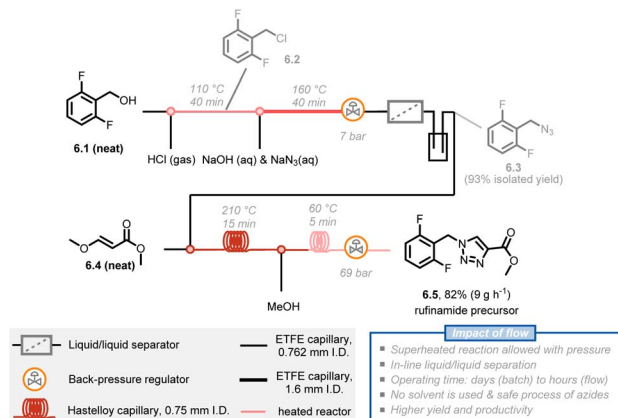 F
Cl
F
6.2
F
OH
F
6.1 (neat)
110 °C
40 min
160 °C
40 min
7 bar
HCl (gas)
NaOH (aq) & NaN₃(aq)
F
N₃
F
6.3
(93% isolated yield)
210 °C
15 min
60 °C
5 min
O
O
O
6.4 (neat)
69 bar
MeOH
F
N
N
N
F
O
O
6.5, 82% (9 g h⁻¹)
rufinamide precursor
Liquid/liquid separator
ETFE capillary,
0.762 mm I.D.
Back-pressure regulator
ETFE capillary,
1.6 mm I.D.
Hastelloy capillary, 0.75 mm I.D.
heated reactor
Impact of flow
Superheated reaction allowed with pressure
In-line liquid/liquid separation
Operating time: days (batch) to hours (flow)
No solvent is used & safe process of azides
Higher yield and productivity